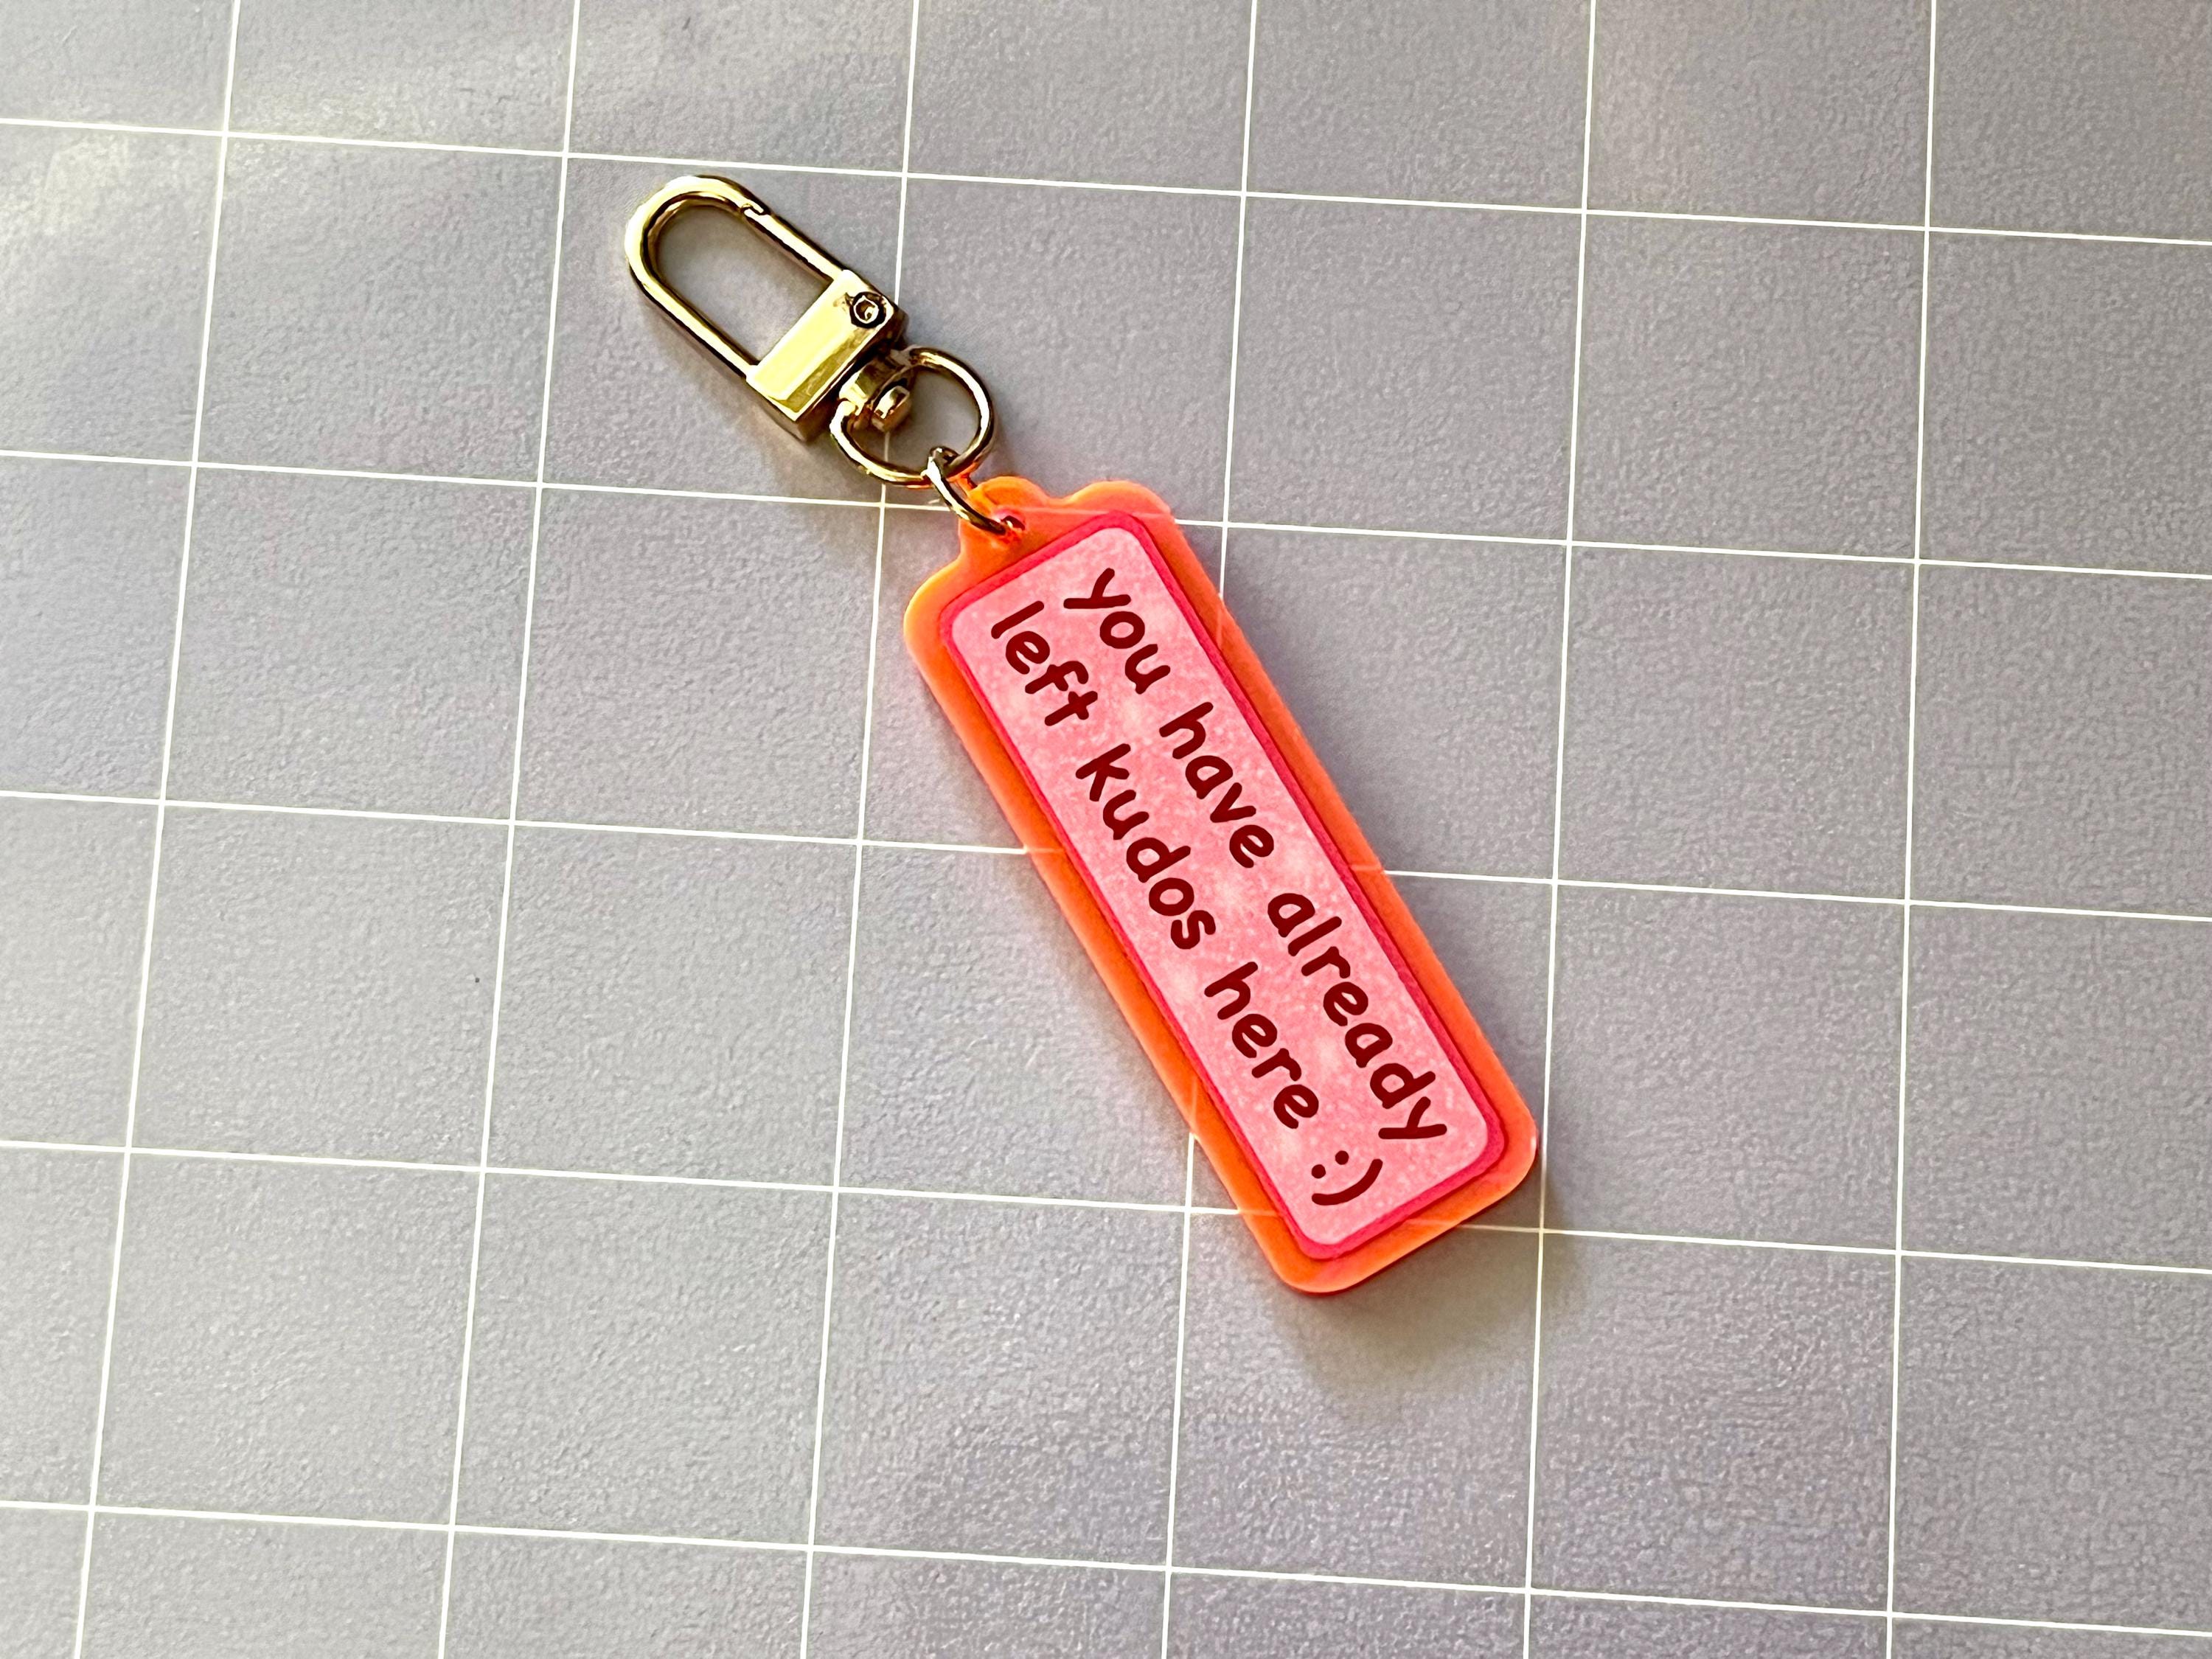 you have already
left kudos here :)